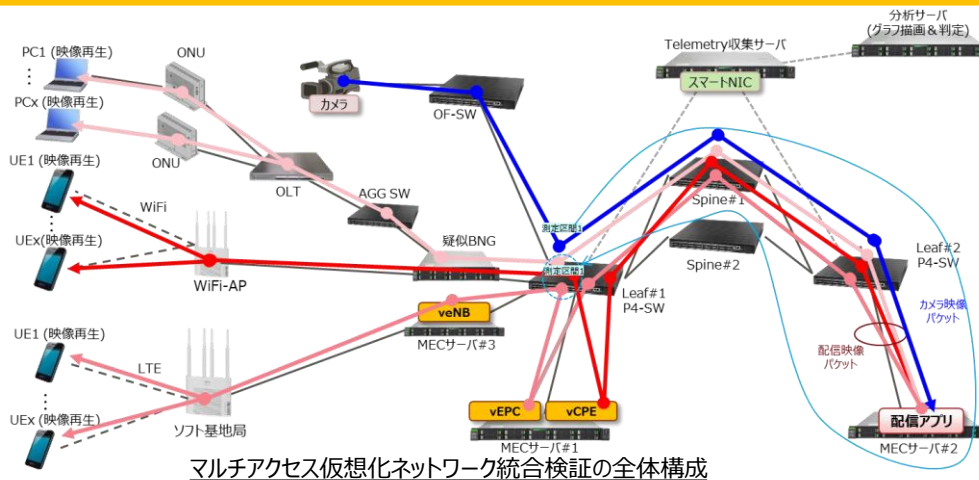 分析サーバ
(グラフ描画＆判定)
Telemetry収集サーバ
スマートNIC
PC1 (映像再生)
ONU
⋮
PCx (映像再生)
カメラ
OF-SW
ONU
OLT
UE1 (映像再生)
WiFi
AGG SW
⋮
UEx(映像再生)
WiFi-AP
疑似BNG
測定区間1
測定区間1
Spine#1
Spine#2
Leaf#1
P4-SW
Leaf#2
P4-SW
カメラ映像
パケット
配信映像
パケット
veNB
MECサーバ#3
UE1 (映像再生)
LTE
⋮
UEx (映像再生)
ソフト基地局
vEPC
vCPE
MECサーバ#1
配信アプリ
MECサーバ#2
マルチアクセス仮想化ネットワーク統合検証の全体構成